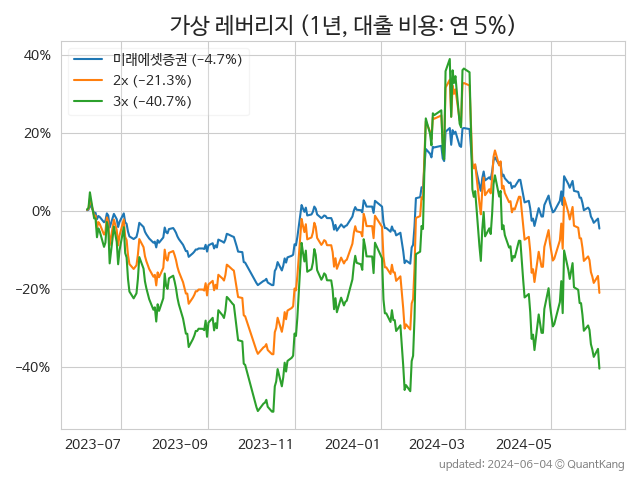 가상 레버리지 (1년, 대출 비용: 연 5%)
미래에셋증권 (−4.7%)
2x (−21.3%)
3x (−40.7%)
40%
20%
0%
−20%
−40%
2023-07 2023-09 2023-11 2024-01 2024-03 2024-05
updated: 2024-06-04 © QuantKang